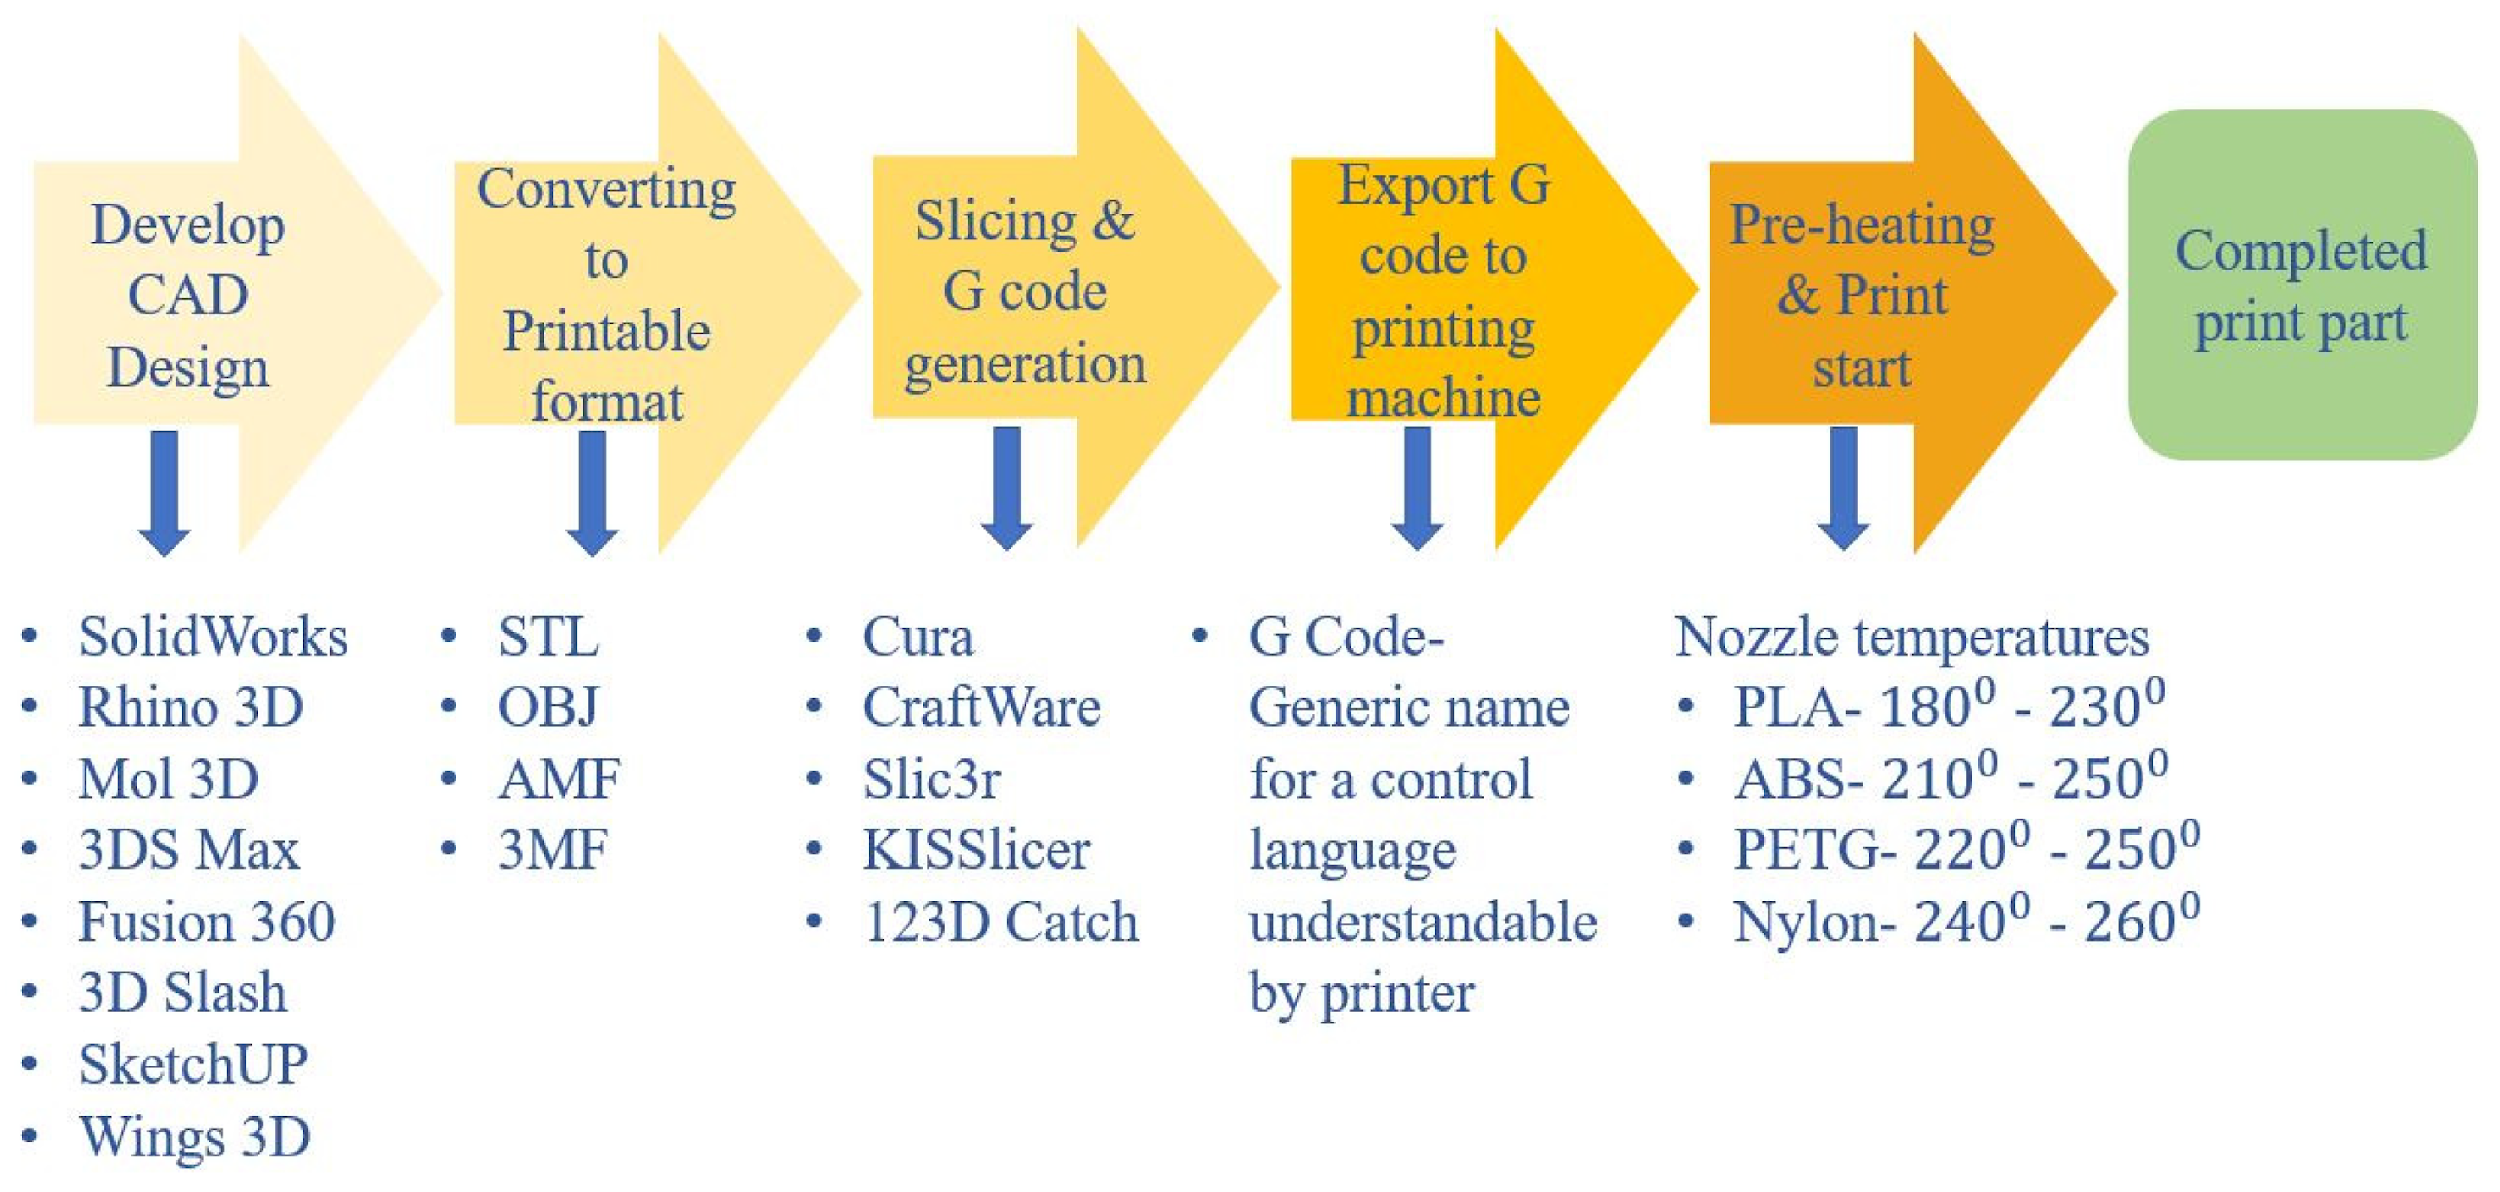 Develop
CAD
Design
Converting
to
Printable
format
Slicing &
G code
generation
Export G
code to
printing
machine
Pre-heating
& Print
start
Completed
print part
• SolidWorks
• Rhino 3D
• Mol 3D
• 3DS Max
• Fusion 360
• 3D Slash
• SketchUP
• Wings 3D
• STL
• OBJ
• AMF
• 3MF
• Cura
• CraftWare
• Slic3r
• KISSlicer
• 123D Catch
• G Code-
Generic name
for a control
language
understandable
by printer
Nozzle temperatures
• PLA- 180⁰ - 230⁰
• ABS- 210⁰ - 250⁰
• PETG- 220⁰ - 250⁰
• Nylon- 240⁰ - 260⁰